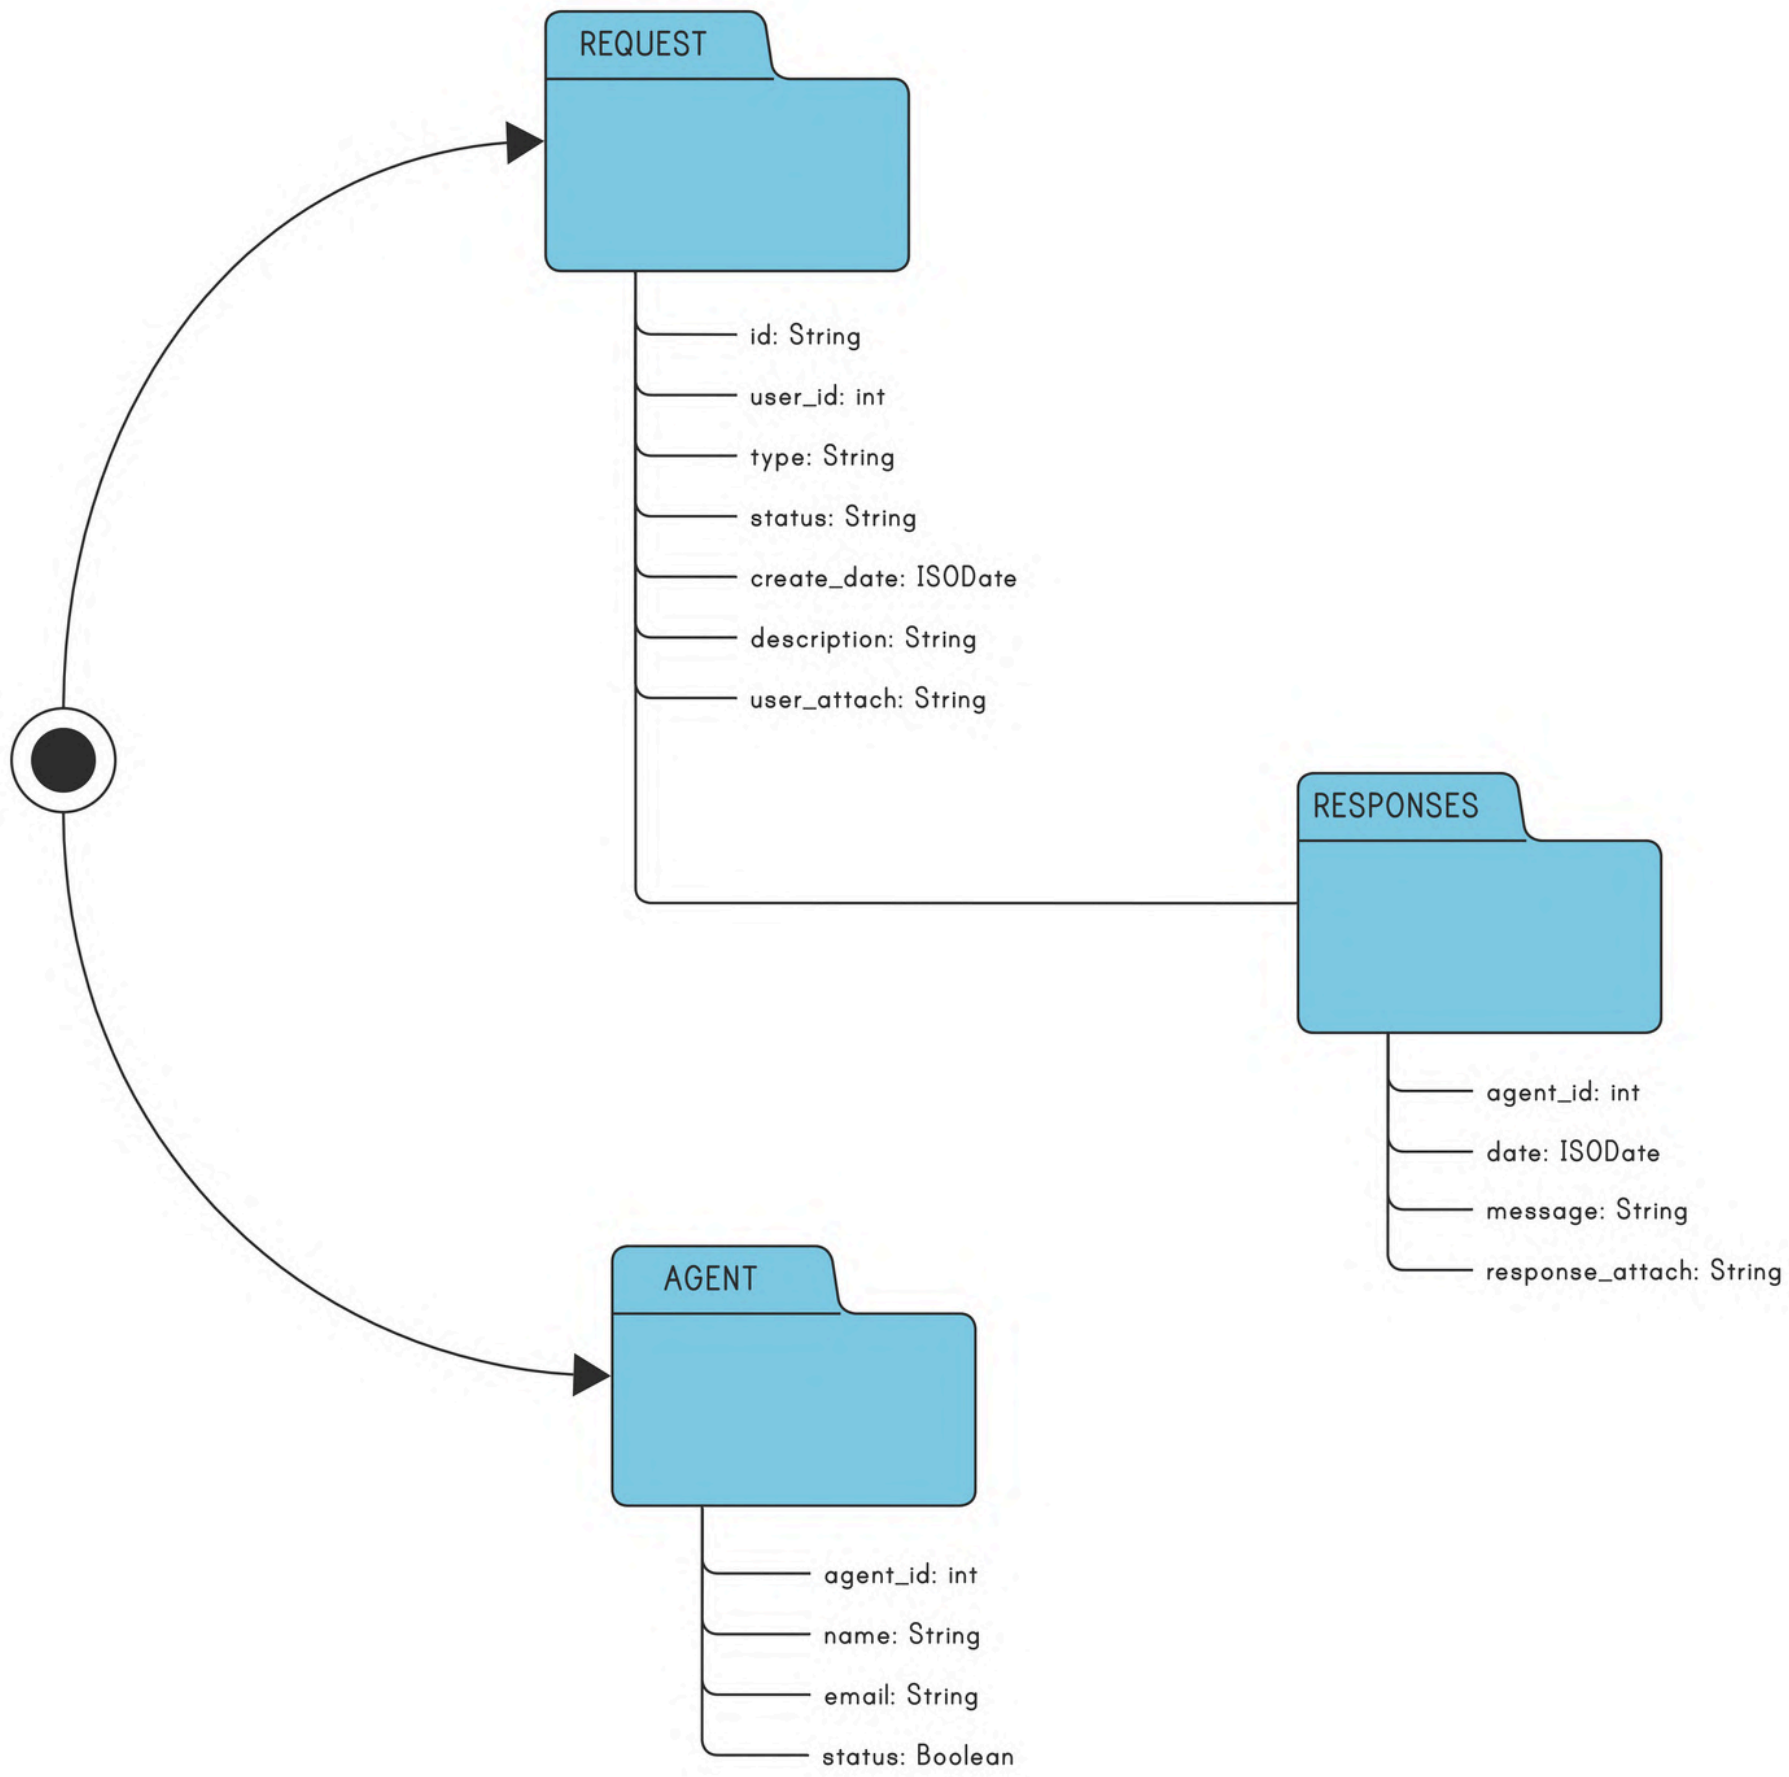 REQUEST
id: String
user_id: int
type: String
status: String
create_date: ISODate
description: String
user_attach: String
RESPONSES
agent_id: int
date: ISODate
message: String
response_attach: String
AGENT
agent_id: int
name: String
email: String
status: Boolean